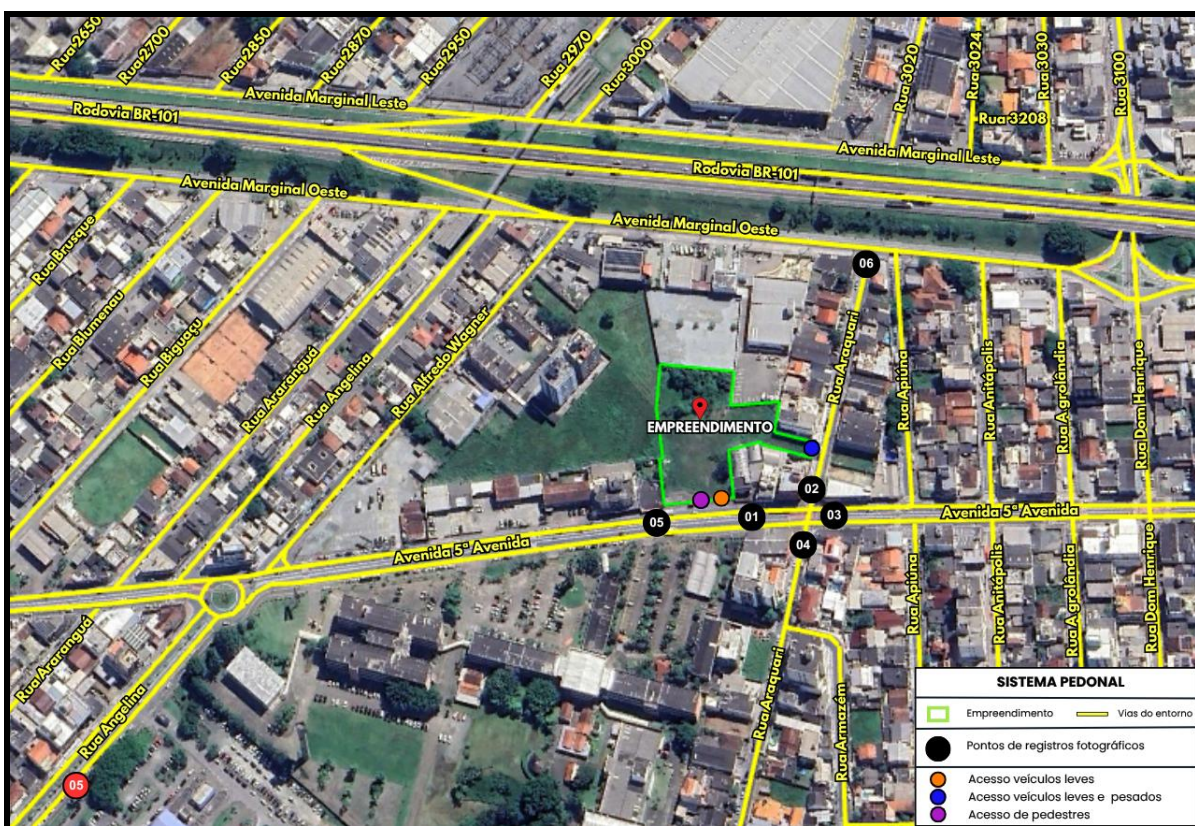 Rua 2650
Rua 2700
Rua 2850
Rua 2870
Rua 2950
Rua 2970
Rua 3000
Rua 3020
Rua 3024
Rua 3030
Rua 3100
Avenida Marginal Leste
Rodovia BR-101
Rua 3208
Avenida Marginal Leste
Rodovia BR-101
Avenida Marginal Oeste
Avenida Marginal Oeste
Rua Brusque
Rua Blumenau
Rua Biguaçu
Rua Araranguá
Rua Angelina
Rua Alfredo Wagner
06
Rua Araquari
Rua Apiúna
Rua Anitápolis
Rua A grolândia
Rua Dom Henrique
EMPREENDIMENTO
02
05
01
03
04
Avenida 5ª Avenida
Avenida 5ª Avenida
Rua Araranguá
Rua Angelina
05
Rua Araquari
Rua Armazém
Rua Apiúna
Rua Anitápolis
Rua A grolândia
Rua Dom Henrique
SISTEMA PEDONAL
Empreendimento
Vias do entorno
Pontos de registros fotográficos
Acesso veículos leves
Acesso veículos leves e pesados
Acesso de pedestres